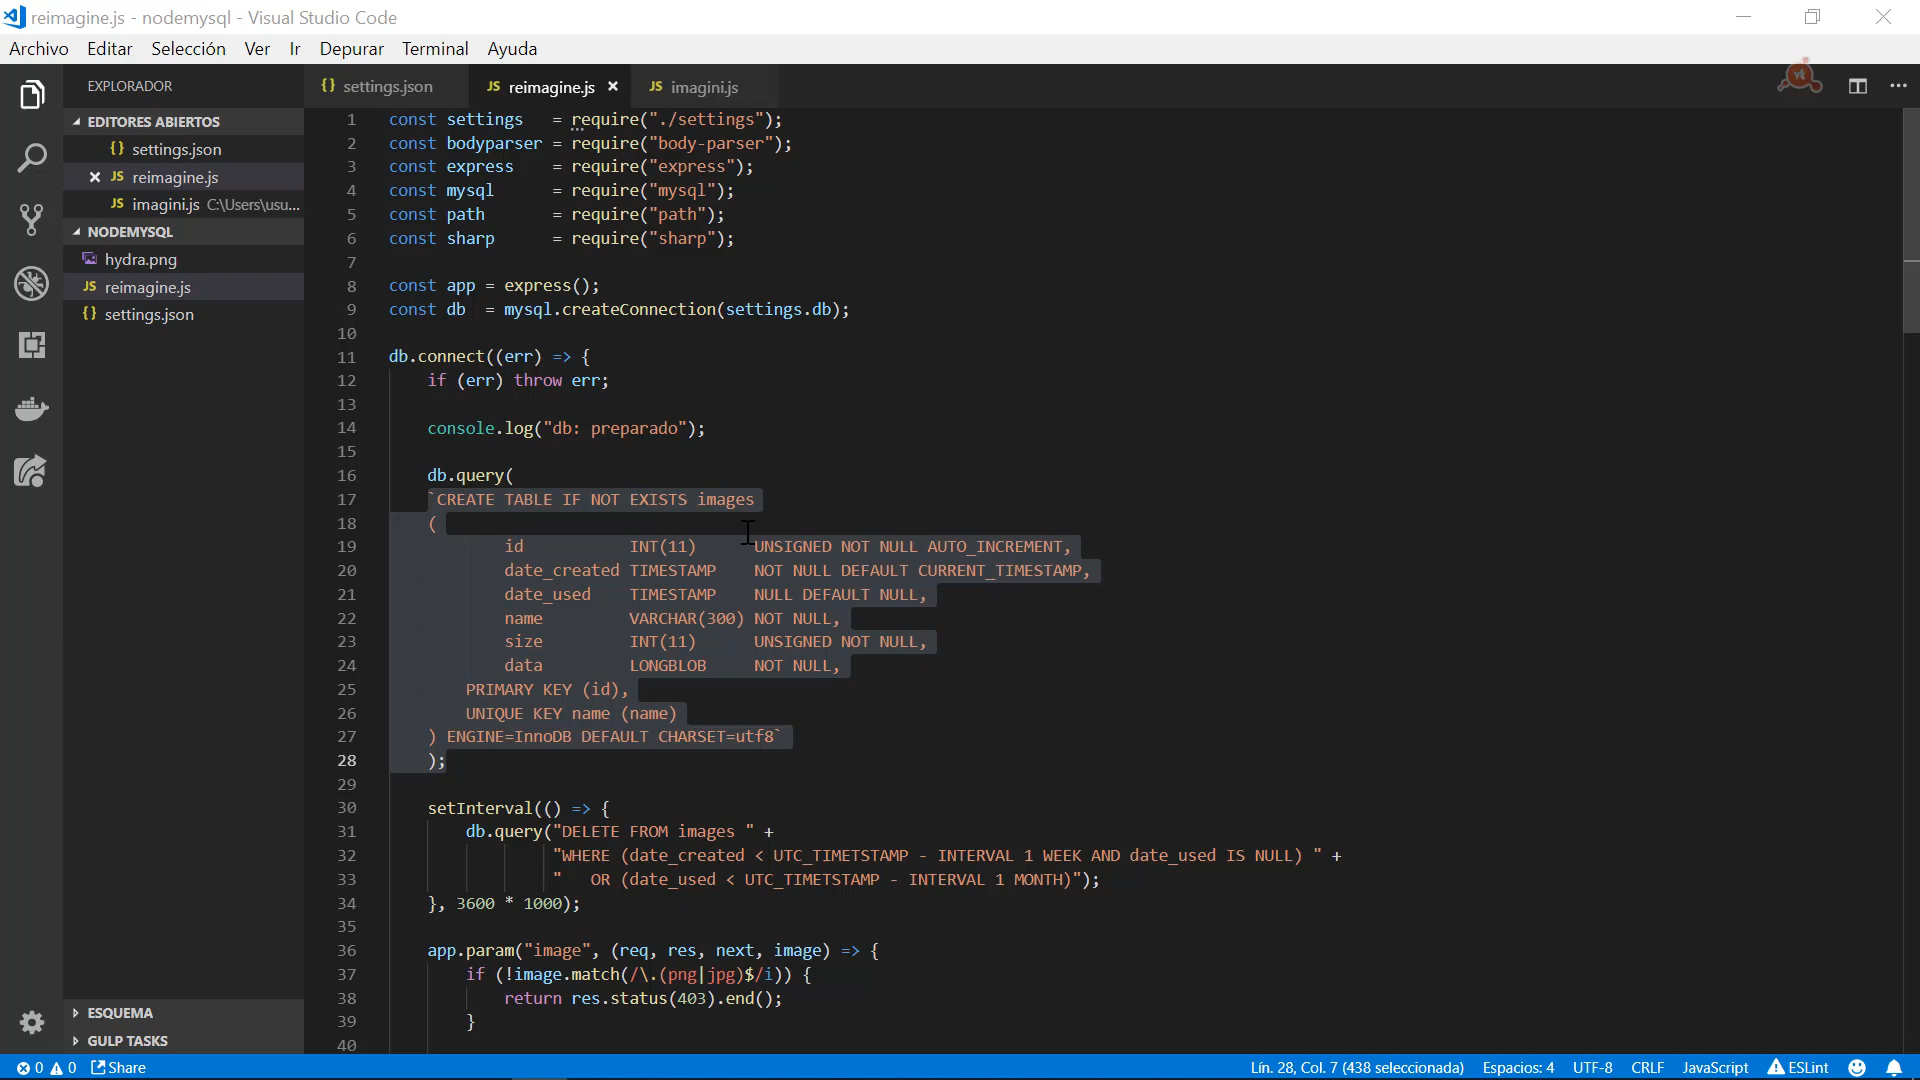 reimagine.js - nodemysql - Visual Studio Code
Archivo Editar Selección Ver Ir Depurar Terminal Ayuda
EXPLORADOR
EDITORES ABIERTOS
{} settings.json
JS reimagine.js
JS imagini.js C:\Users\usu...
NODEMYSQL
hydra.png
JS reimagine.js
{} settings.json
ESQUEMA
GULP TASKS
{} settings.json JS reimagine.js JS imagini.js
vt
1 const settings   = require("./settings");
2 const bodyparser = require("body-parser");
3 const express    = require("express");
4 const mysql      = require("mysql");
5 const path       = require("path");
6 const sharp      = require("sharp");
7
8 const app = express();
9 const db  = mysql.createConnection(settings.db);
10
11 db.connect((err) => {
12     if (err) throw err;
13
14     console.log("db: preparado");
15
16     db.query(
17     `CREATE TABLE IF NOT EXISTS images
18     (
19             id           INT(11)      UNSIGNED NOT NULL AUTO_INCREMENT,
20             date_created TIMESTAMP    NOT NULL DEFAULT CURRENT_TIMESTAMP,
21             date_used    TIMESTAMP    NULL DEFAULT NULL,
22             name         VARCHAR(300) NOT NULL,
23             size         INT(11)      UNSIGNED NOT NULL,
24             data         LONGBLOB     NOT NULL,
25         PRIMARY KEY (id),
26         UNIQUE KEY name (name)
27     ) ENGINE=InnoDB DEFAULT CHARSET=utf8`
28     );
29
30     setInterval(() => {
31         db.query("DELETE FROM images " +
32                  "WHERE (date_created < UTC_TIMETSTAMP - INTERVAL 1 WEEK AND date_used IS NULL) " +
33                  "   OR (date_used < UTC_TIMETSTAMP - INTERVAL 1 MONTH)");
34     }, 3600 * 1000);
35
36     app.param("image", (req, res, next, image) => {
37         if (!image.match(/\.(png|jpg)$/i)) {
38             return res.status(403).end();
39         }
40
0 0 Share Lín. 28, Col. 7 (438 seleccionada) Espacios: 4 UTF-8 CRLF JavaScript ESLint